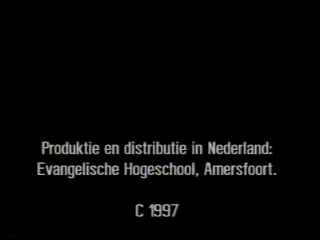 Produktie en distributie in Nederland:
Evangelische Hogeschool, Amersfoort.
C 1997